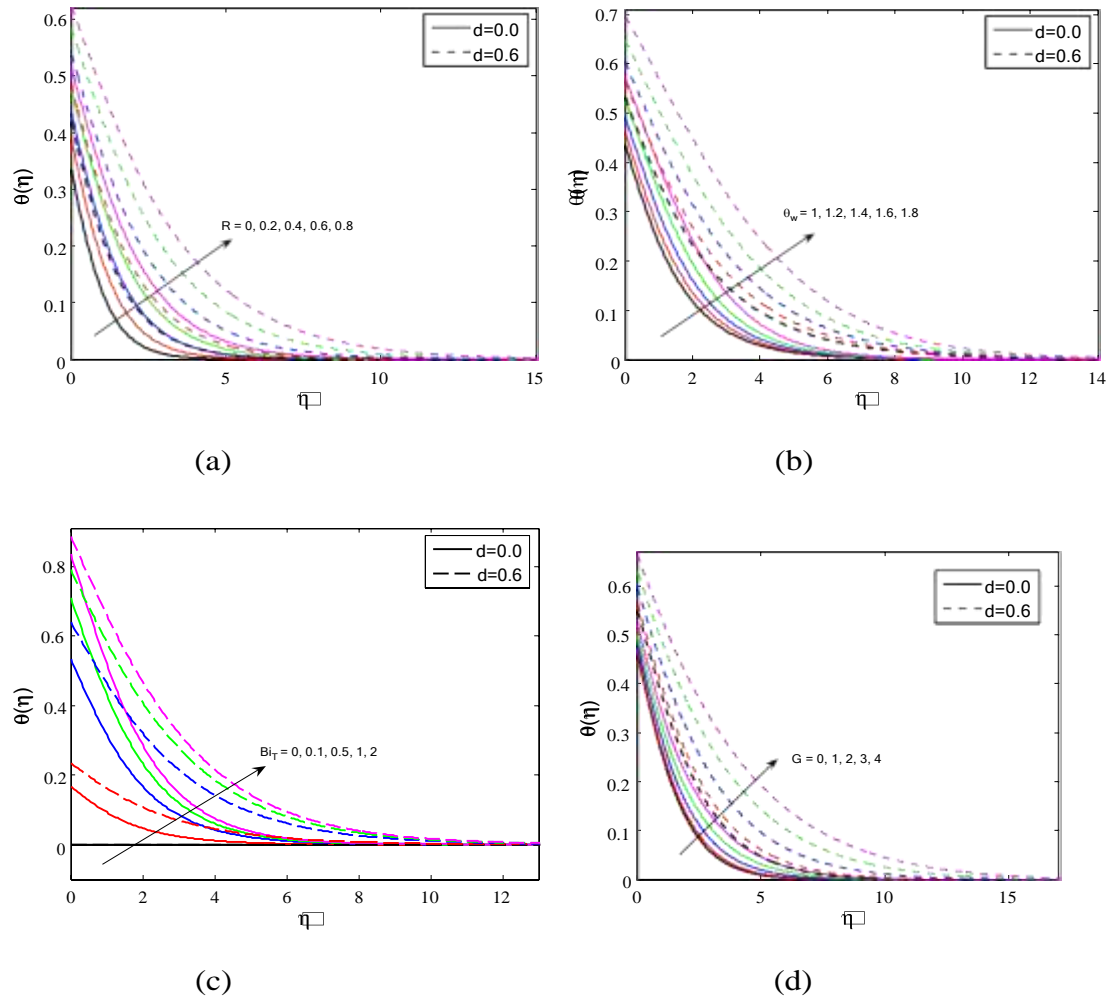 0.6
0.5
0.4
0.3
0.2
0.1
0
θ(η)
d=0.0
d=0.6
R = 0, 0.2, 0.4, 0.6, 0.8
0 5 10 15
η
(a)
0.7
0.6
0.5
0.4
0.3
0.2
0.1
0
θ(η)
d=0.0
d=0.6
θw = 1, 1.2, 1.4, 1.6, 1.8
0 2 4 6 8 10 12 14
η
(b)
0.8
0.6
0.4
0.2
0
θ(η)
d=0.0
d=0.6
BiT = 0, 0.1, 0.5, 1, 2
0 2 4 6 8 10 12
η
(c)
0.6
0.5
0.4
0.3
0.2
0.1
0
θ(η)
d=0.0
d=0.6
G = 0, 1, 2, 3, 4
0 5 10 15
η
(d)